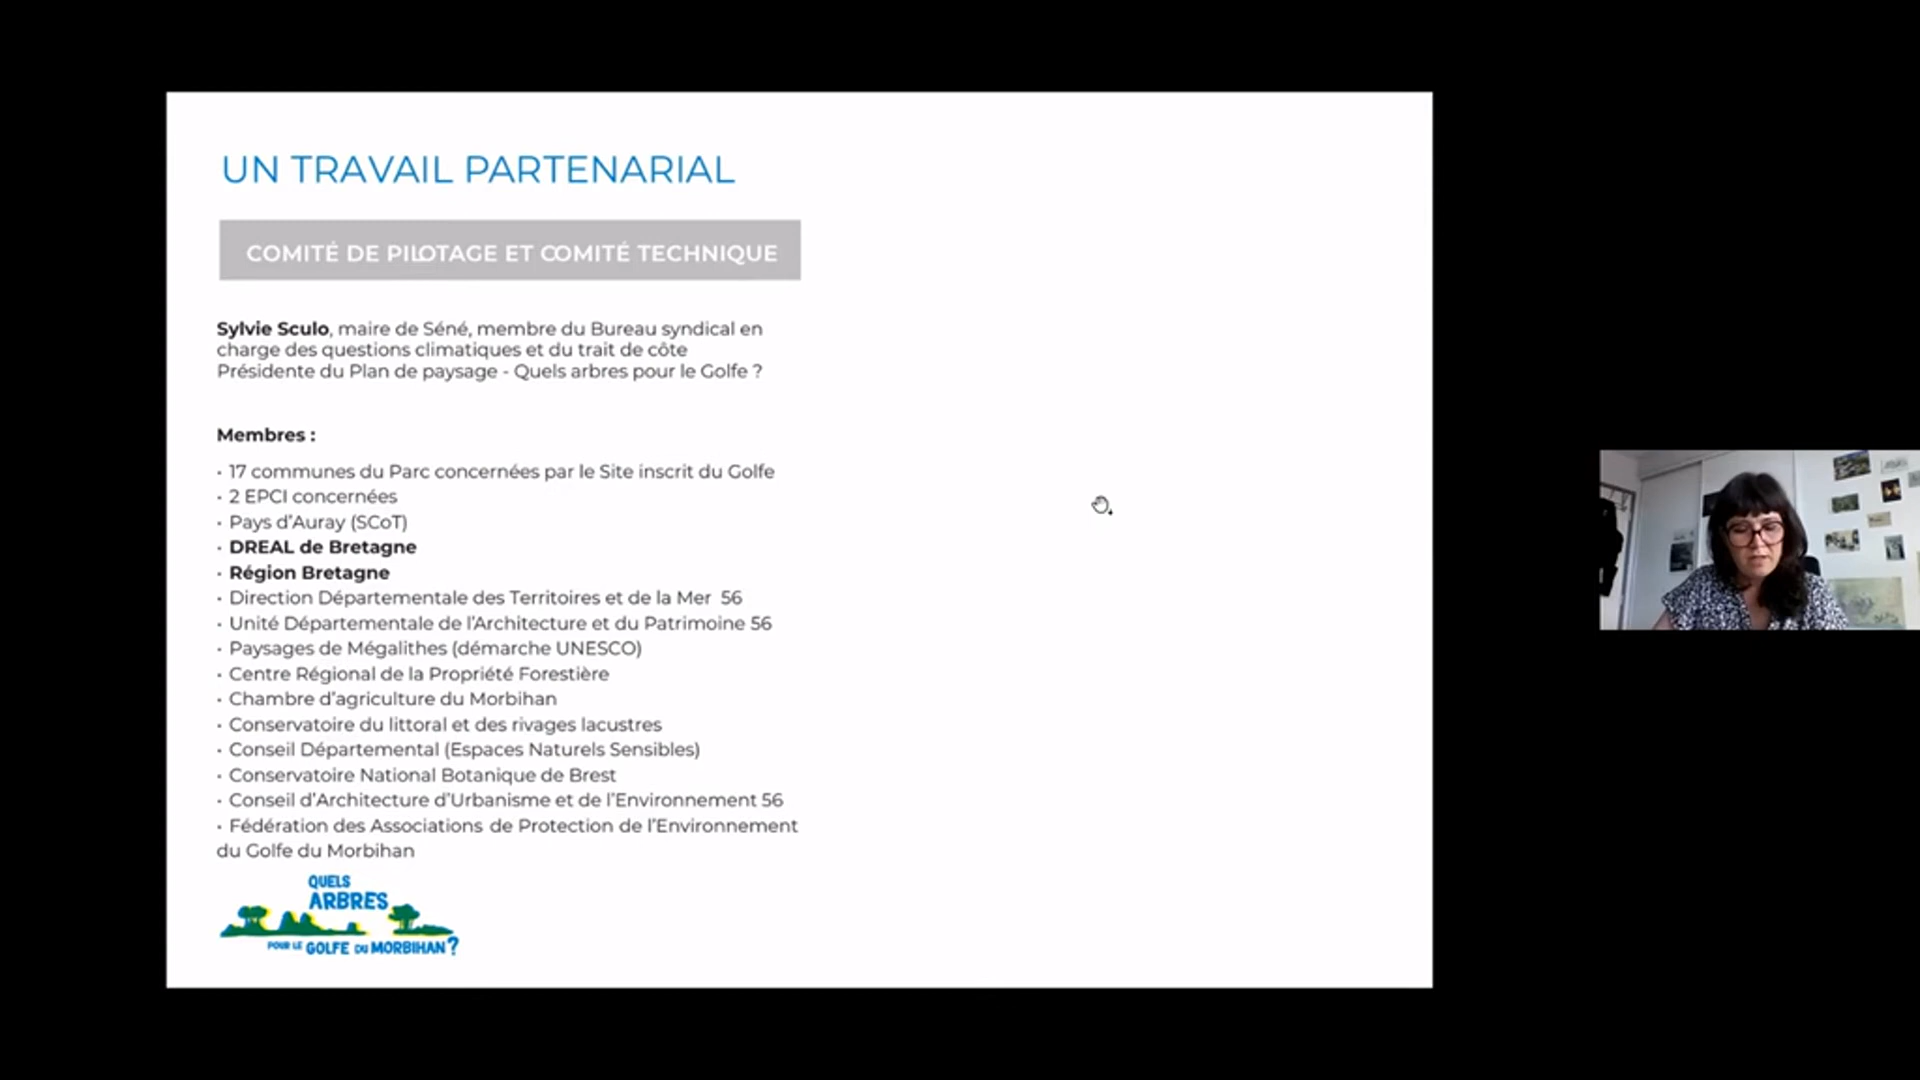 UN TRAVAIL PARTENARIAL
COMITÉ DE PILOTAGE ET COMITÉ TECHNIQUE
Sylvie Sculo, maire de Séné, membre du Bureau syndical en
charge des questions climatiques et du trait de côte
Présidente du Plan de paysage - Quels arbres pour le Golfe ?
Membres :
• 17 communes du Parc concernées par le Site inscrit du Golfe
• 2 EPCI concernées
• Pays d'Auray (SCoT)
• DREAL de Bretagne
• Région Bretagne
• Direction Départementale des Territoires et de la Mer 56
• Unité Départementale de l'Architecture et du Patrimoine 56
• Paysages de Mégalithes (démarche UNESCO)
• Centre Régional de la Propriété Forestière
• Chambre d'agriculture du Morbihan
• Conservatoire du littoral et des rivages lacustres
• Conseil Départemental (Espaces Naturels Sensibles)
• Conservatoire National Botanique de Brest
• Conseil d'Architecture d'Urbanisme et de l'Environnement 56
• Fédération des Associations de Protection de l'Environnement
du Golfe du Morbihan
QUELS
ARBRES
POUR LE GOLFE DU MORBIHAN ?